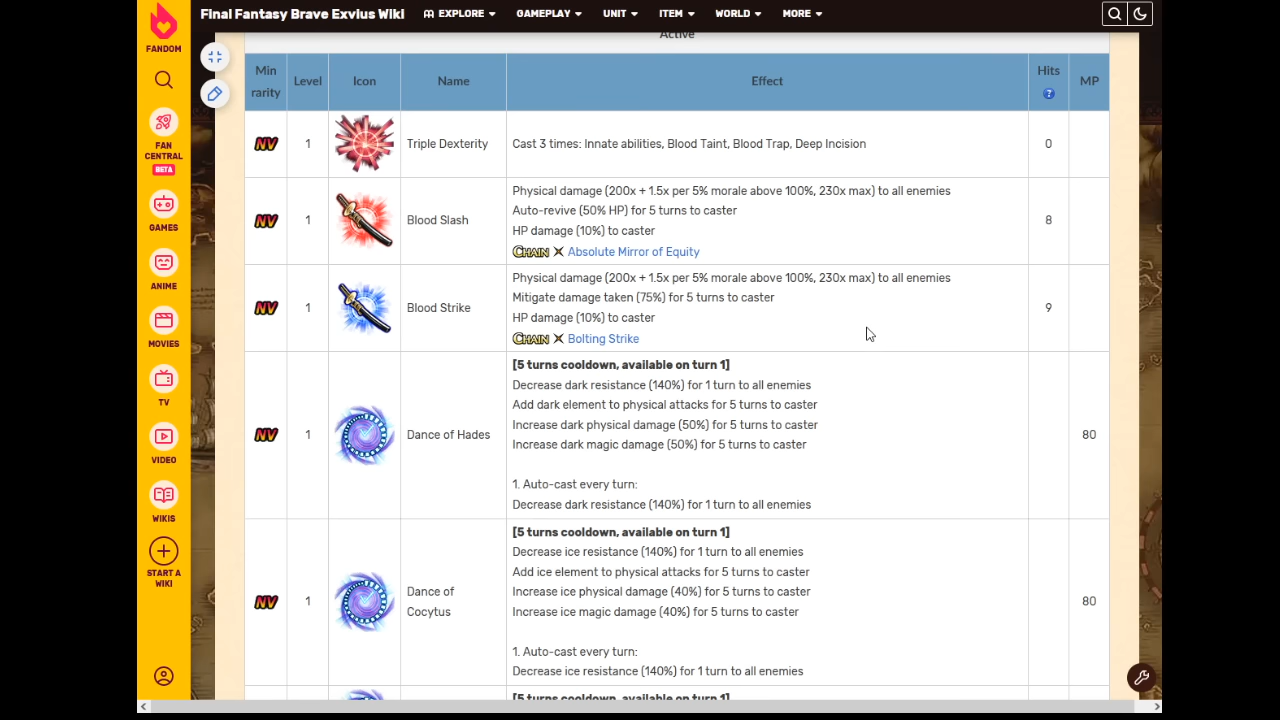 Final Fantasy Brave Exvius Wiki
EXPLORE
GAMEPLAY
UNIT
ITEM
WORLD
MORE
FANDOM
FAN CENTRAL
BETA
GAMES
ANIME
MOVIES
TV
VIDEO
WIKIS
START A WIKI
Active
Min rarity
Level
Icon
Name
Effect
Hits
?
MP
NV
1
Triple Dexterity
Cast 3 times: Innate abilities, Blood Taint, Blood Trap, Deep Incision
0
NV
1
Blood Slash
Physical damage (200x + 1.5x per 5% morale above 100%, 230x max) to all enemies
Auto-revive (50% HP) for 5 turns to caster
HP damage (10%) to caster
CHAIN Absolute Mirror of Equity
8
NV
1
Blood Strike
Physical damage (200x + 1.5x per 5% morale above 100%, 230x max) to all enemies
Mitigate damage taken (75%) for 5 turns to caster
HP damage (10%) to caster
CHAIN Bolting Strike
9
NV
1
Dance of Hades
[5 turns cooldown, available on turn 1]
Decrease dark resistance (140%) for 1 turn to all enemies
Add dark element to physical attacks for 5 turns to caster
Increase dark physical damage (50%) for 5 turns to caster
Increase dark magic damage (50%) for 5 turns to caster
1. Auto-cast every turn:
Decrease dark resistance (140%) for 1 turn to all enemies
80
NV
1
Dance of
Cocytus
[5 turns cooldown, available on turn 1]
Decrease ice resistance (140%) for 1 turn to all enemies
Add ice element to physical attacks for 5 turns to caster
Increase ice physical damage (40%) for 5 turns to caster
Increase ice magic damage (40%) for 5 turns to caster
1. Auto-cast every turn:
Decrease ice resistance (140%) for 1 turn to all enemies
80
[5 turns cooldown, available on turn 1]